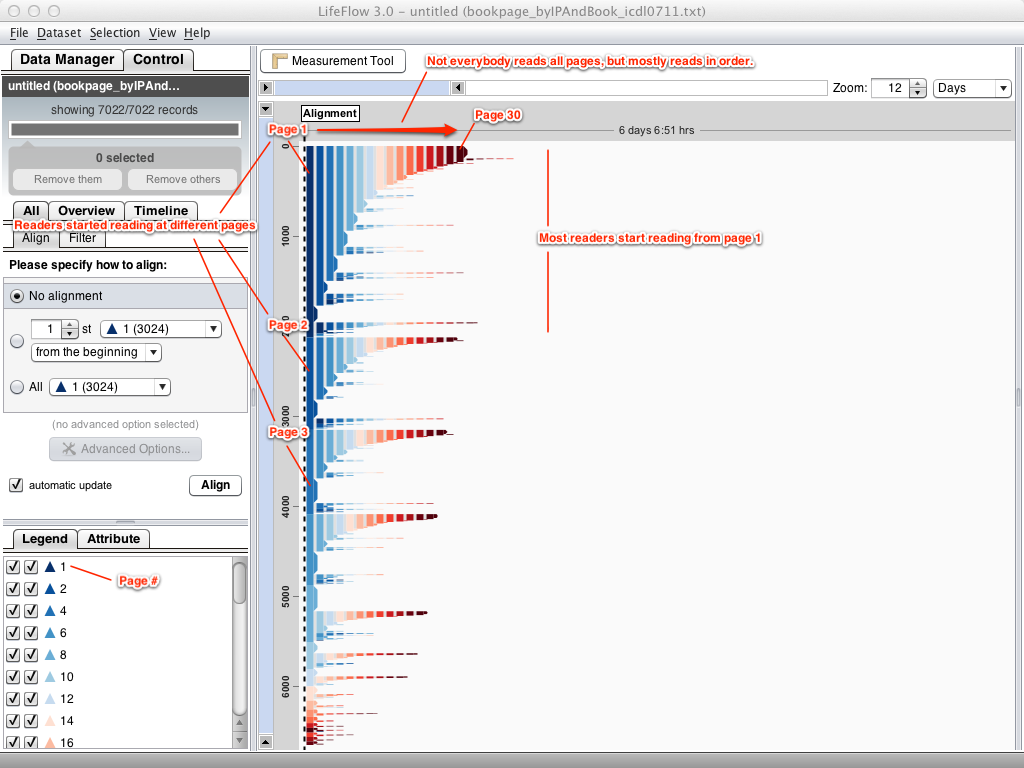 LifeFlow 3.0 – untitled (bookpage_byIPAndBook_icdl0711.txt)
File Dataset Selection View Help
Data Manager Control
untitled (bookpage_byIPAnd...
showing 7022/7022 records
0 selected
Remove them Remove others
All Overview Timeline
Readers started reading at different pages
Align Filter
Please specify how to align:
No alignment
1 st 1 (3024)
from the beginning
All 1 (3024)
(no advanced option selected)
Advanced Options...
automatic update Align
Legend Attribute
1
Page #
2
4
6
8
10
12
14
16
Measurement Tool
Not everybody reads all pages, but mostly reads in order.
Zoom: 12 Days
Alignment
Page 1
Page 30
6 days 6:51 hrs
0
1000
Most readers start reading from page 1
Page 2
3000
Page 3
4000
5000
6000